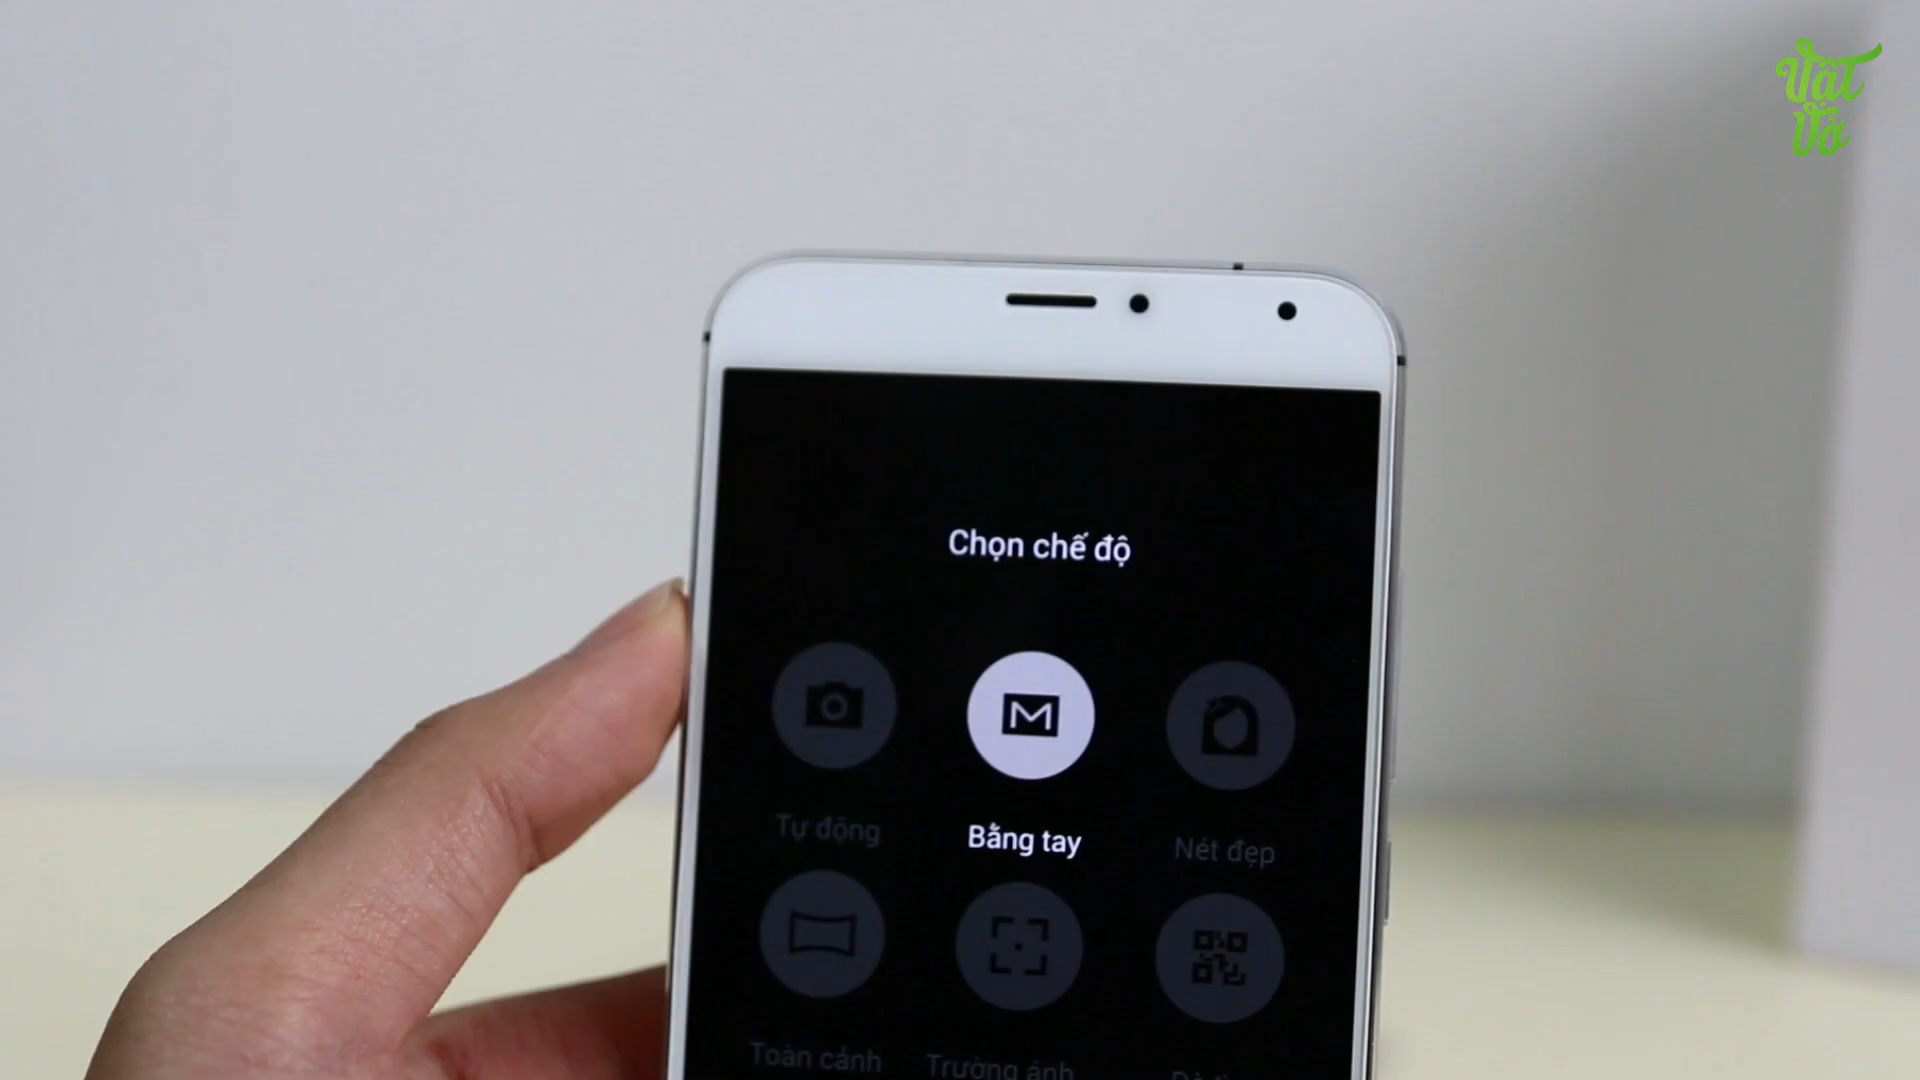 Vật
Vờ
Chọn chế độ
M
Tự động
Bằng tay
Nét đẹp
Toàn cảnh
Trường ảnh